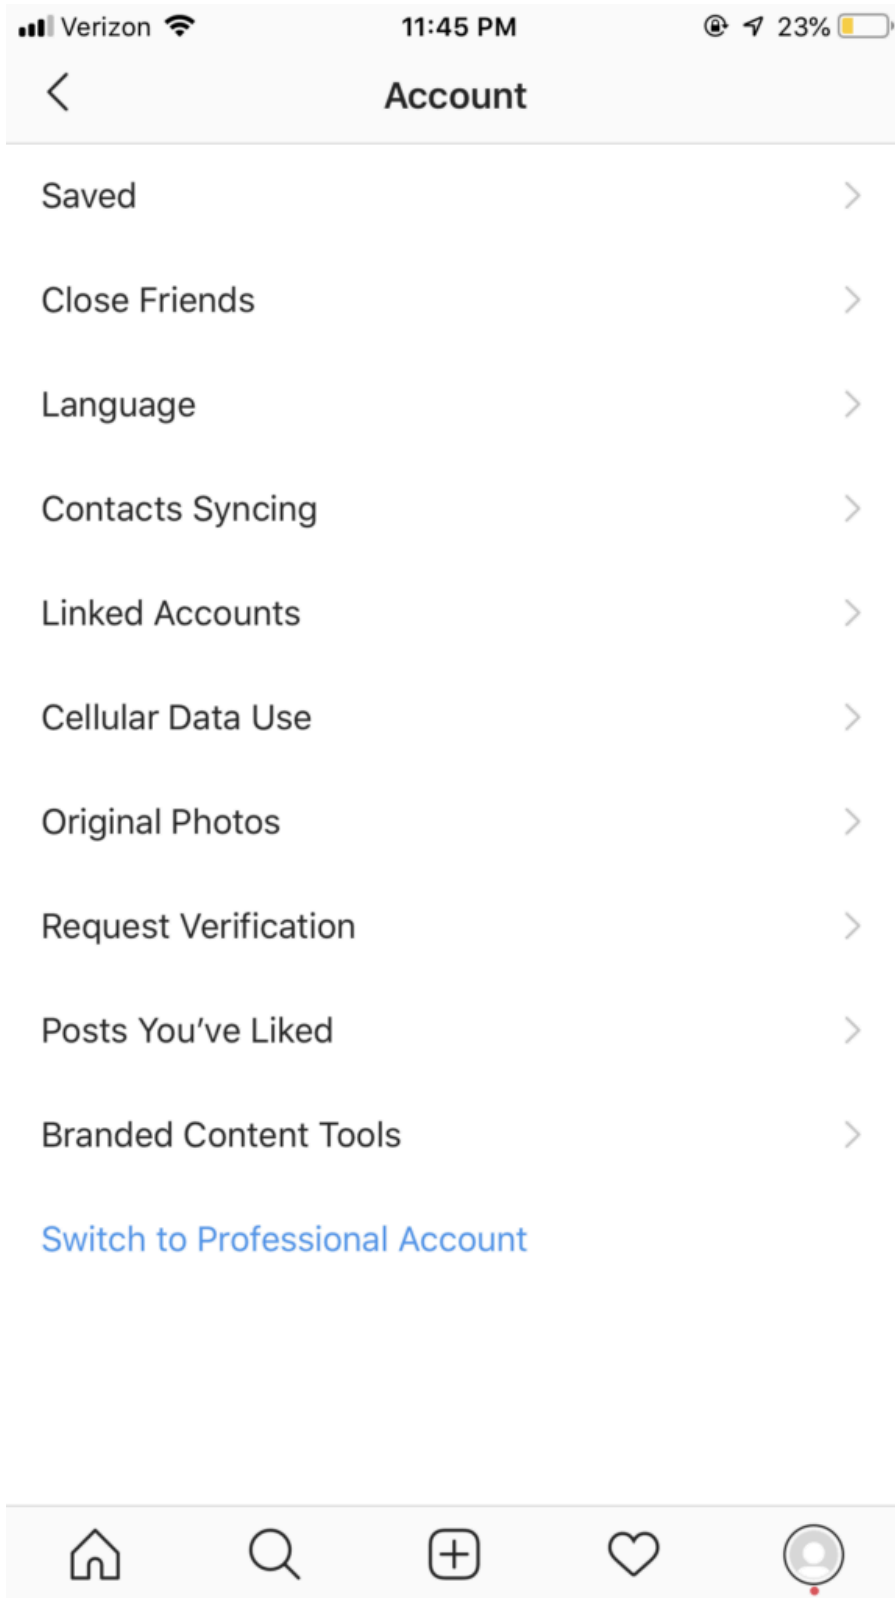 Verizon 11:45 PM 23%
Account
Saved
Close Friends
Language
Contacts Syncing
Linked Accounts
Cellular Data Use
Original Photos
Request Verification
Posts You’ve Liked
Branded Content Tools
Switch to Professional Account